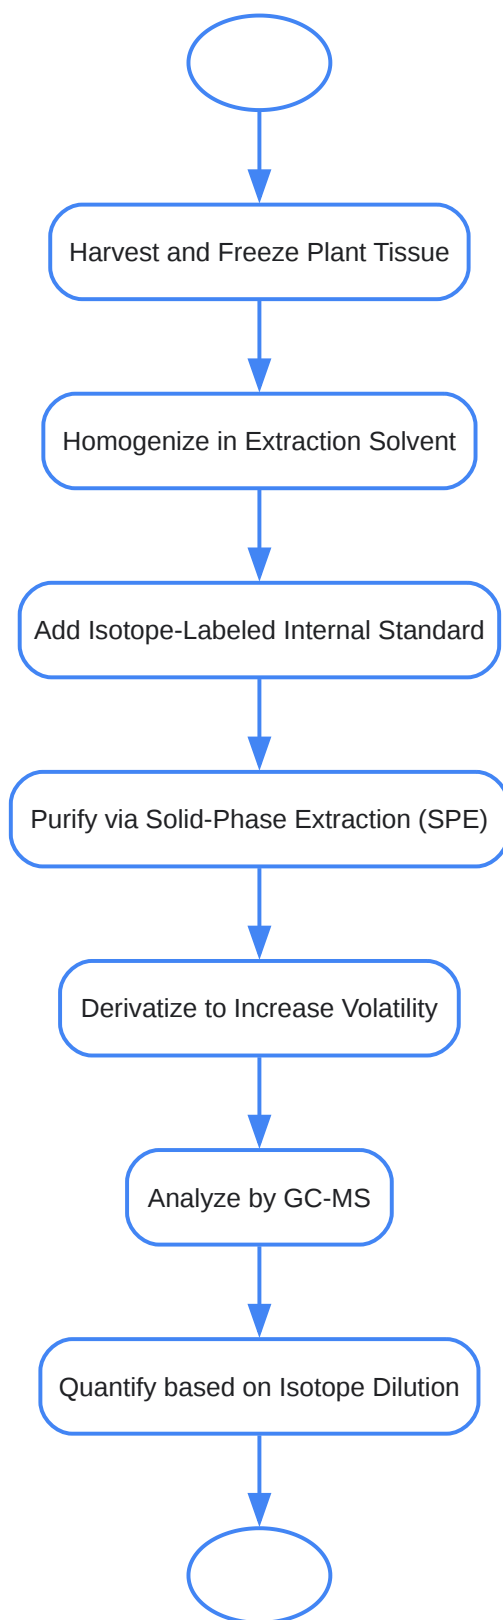 Harvest and Freeze Plant Tissue
Homogenize in Extraction Solvent
Add Isotope-Labeled Internal Standard
Purify via Solid-Phase Extraction (SPE)
Derivatize to Increase Volatility
Analyze by GC-MS
Quantify based on Isotope Dilution